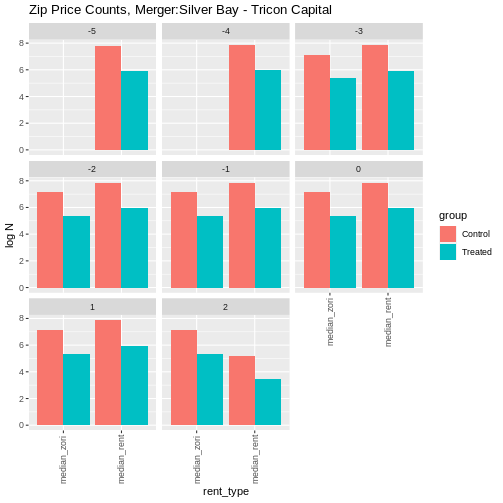 Zip Price Counts, Merger:Silver Bay - Tricon Capital
-5 -4 -3
8
6
4
2
0
-2 -1 0
8
6
4
2
0
1 2
8
6
4
2
0
log N
median_zori median_rent median_zori median_rent median_zori median_rent
rent_type
group
Control
Treated